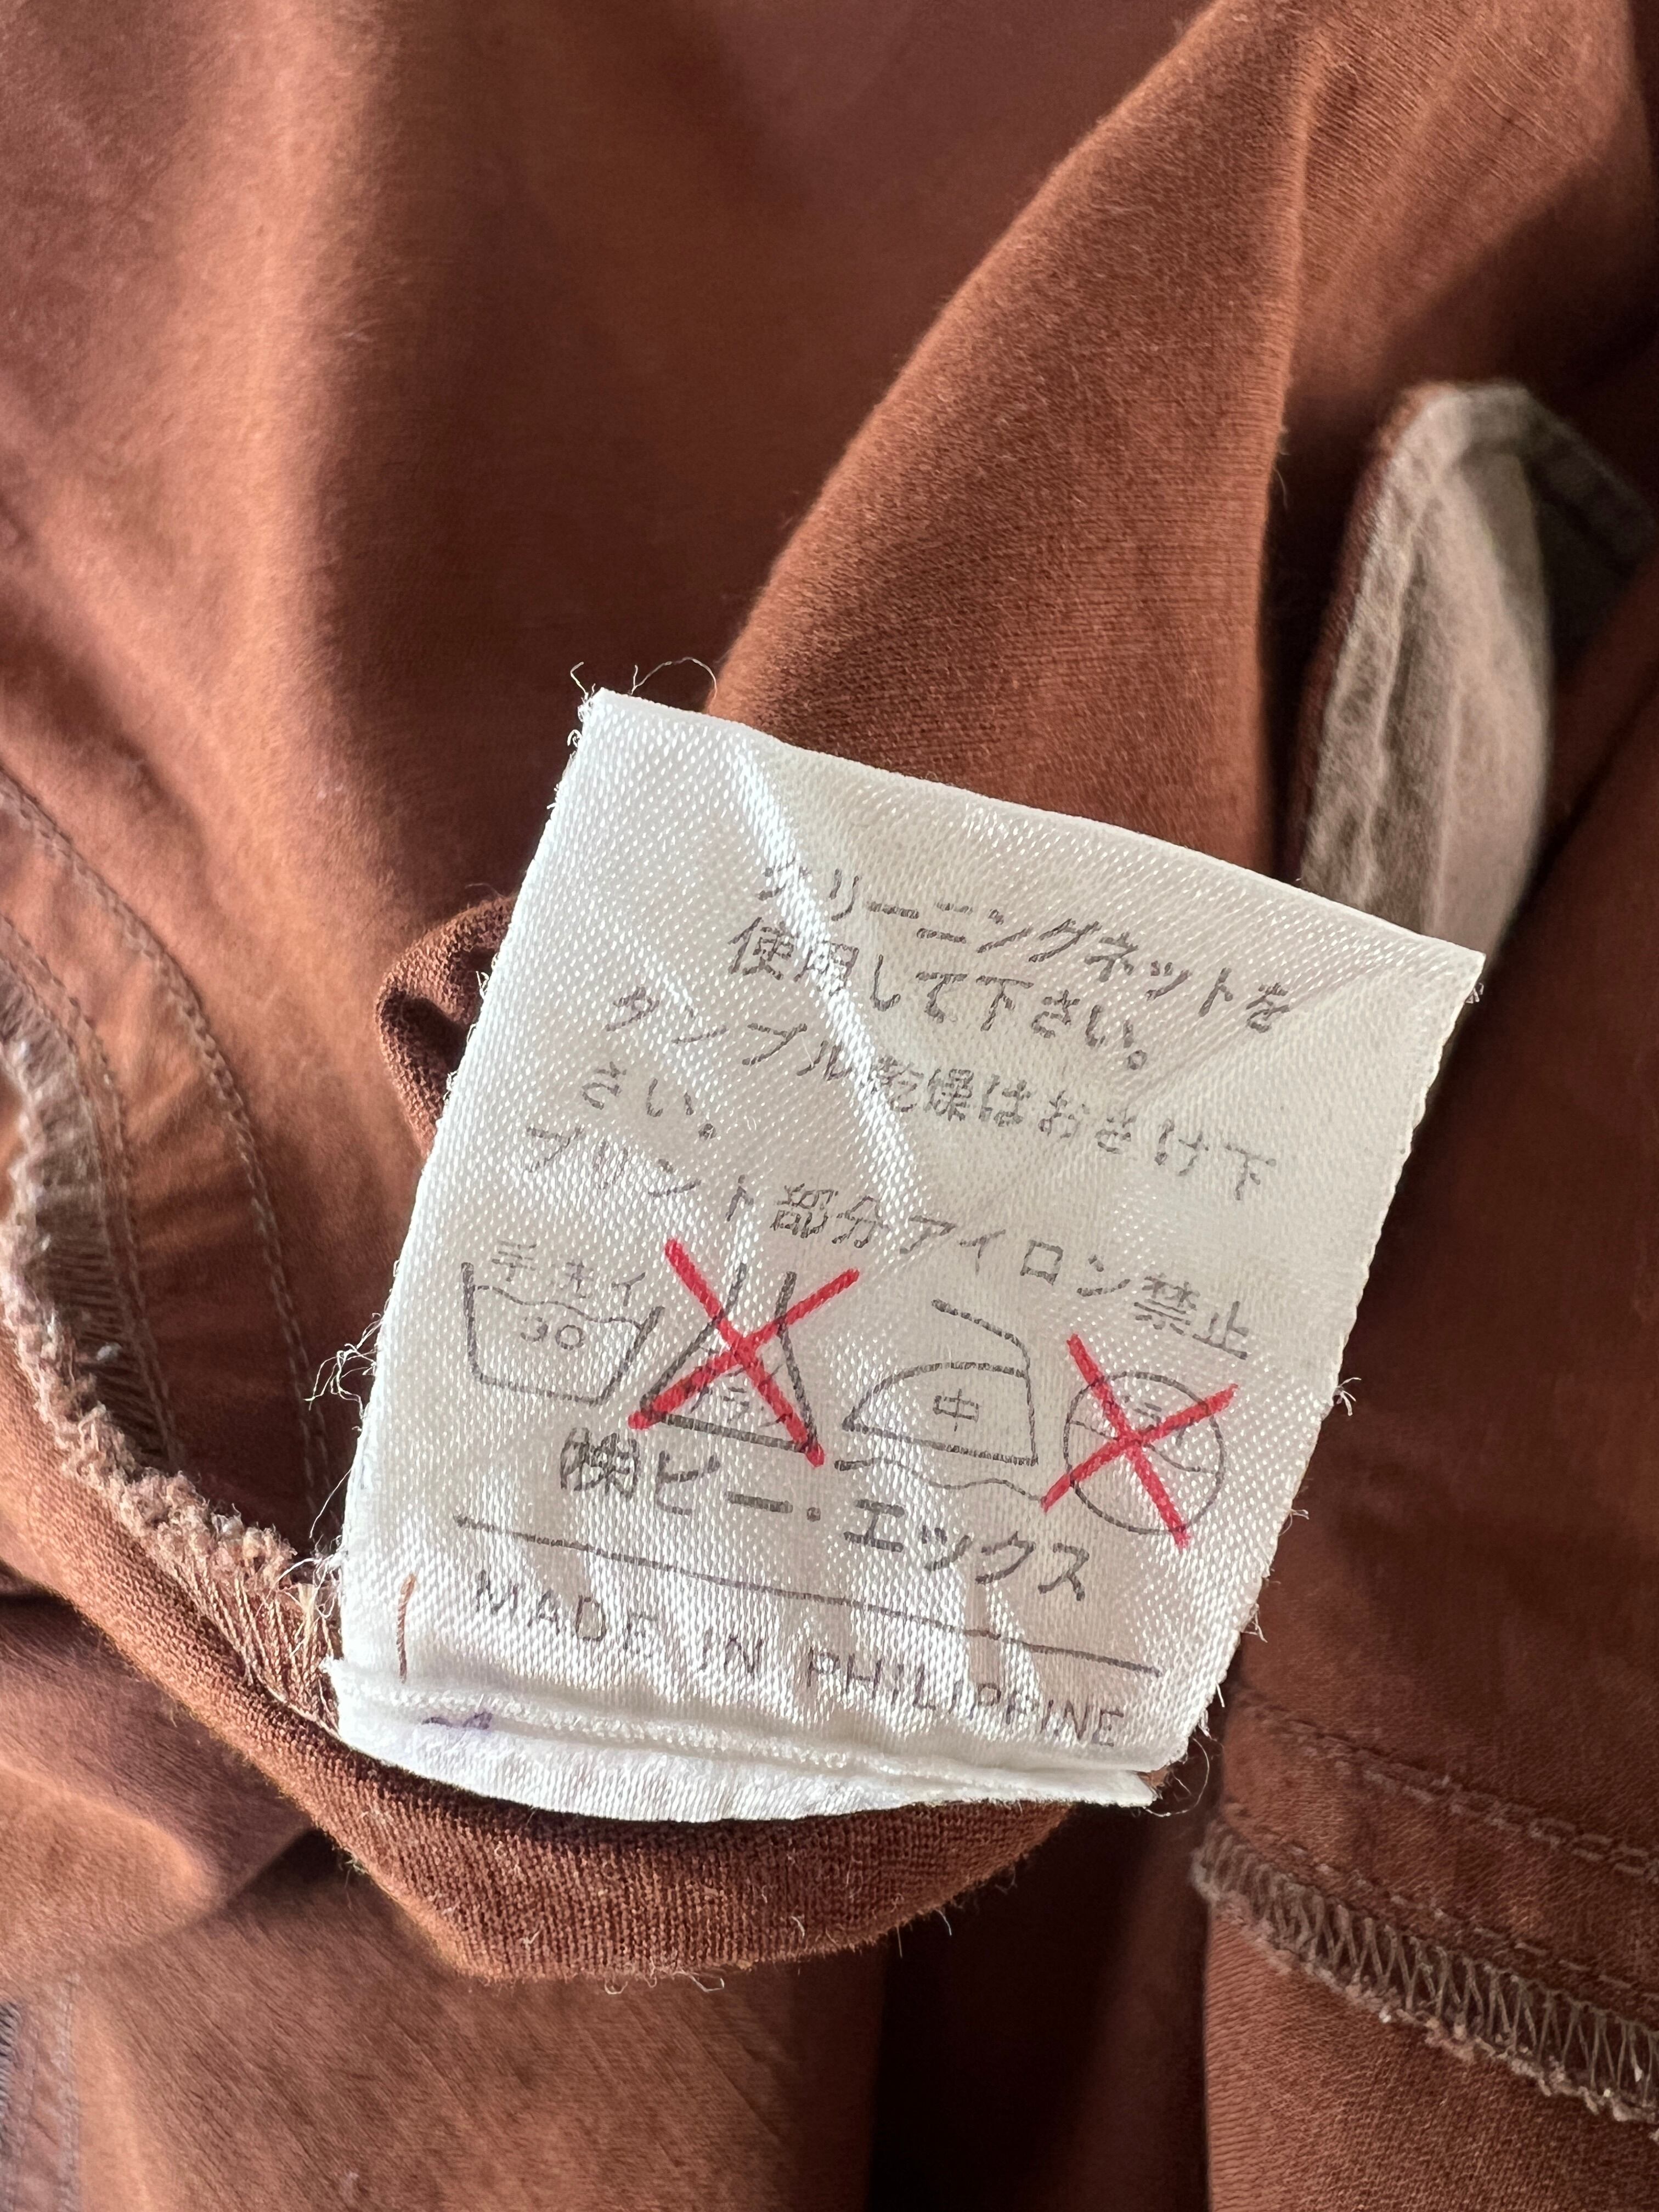 クリーニングネットを
使用して下さい。
タンブル乾燥はおさけ下
さい。
プリント部分アイロン禁止
手洗イ
30
中
㈱ビー・エックス
MADE IN PHILIPPINE